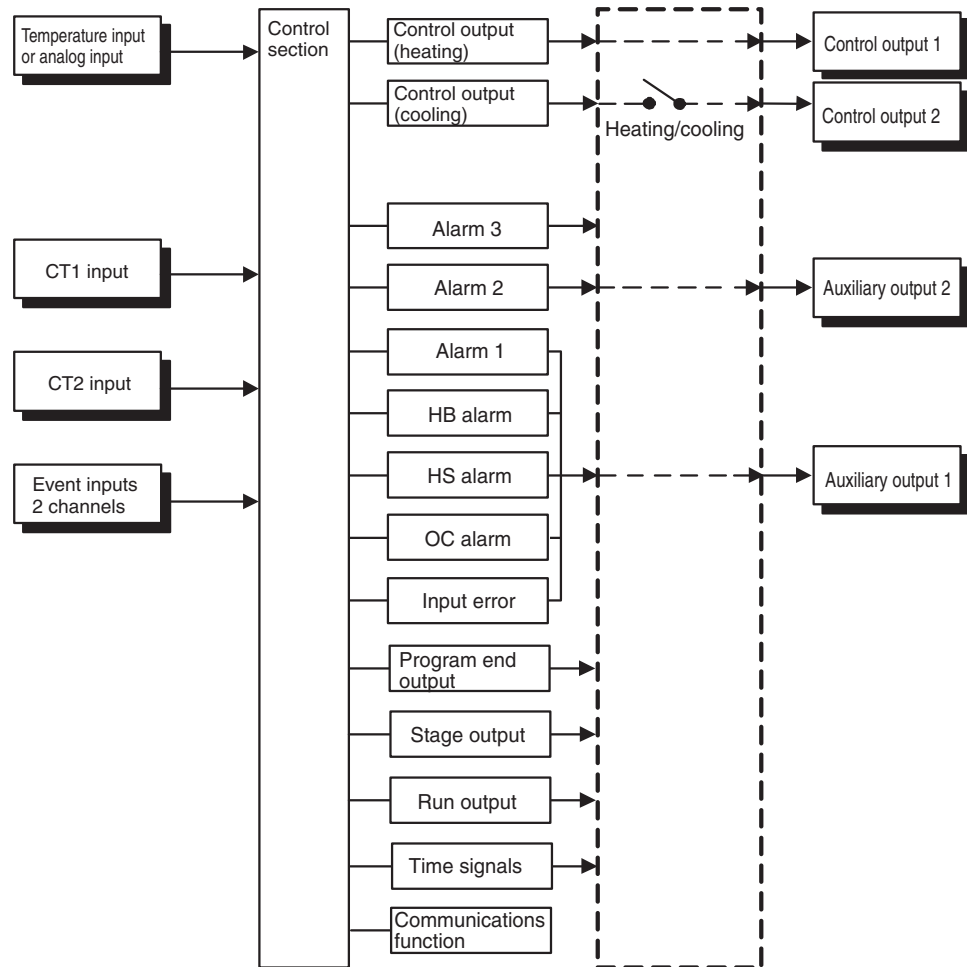 Temperature input
or analog input
CT1 input
CT2 input
Event inputs
2 channels
Control
section
Control output
(heating)
Control output
(cooling)
Alarm 3
Alarm 2
Alarm 1
HB alarm
HS alarm
OC alarm
Input error
Program end
output
Stage output
Run output
Time signals
Communications
function
Heating/cooling
Control output 1
Control output 2
Auxiliary output 2
Auxiliary output 1